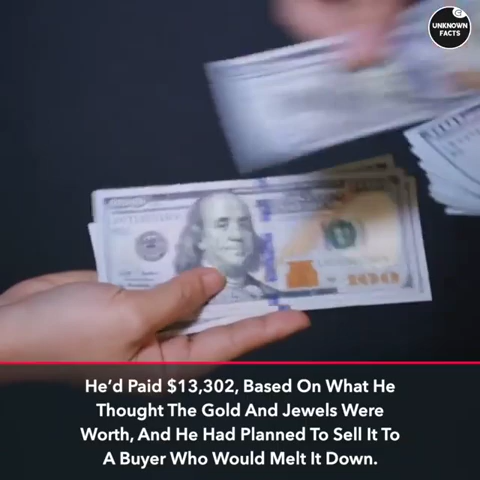 UNKNOWN
FACTS
He'd Paid $13,302, Based On What He
Thought The Gold And Jewels Were
Worth, And He Had Planned To Sell It To
A Buyer Who Would Melt It Down.